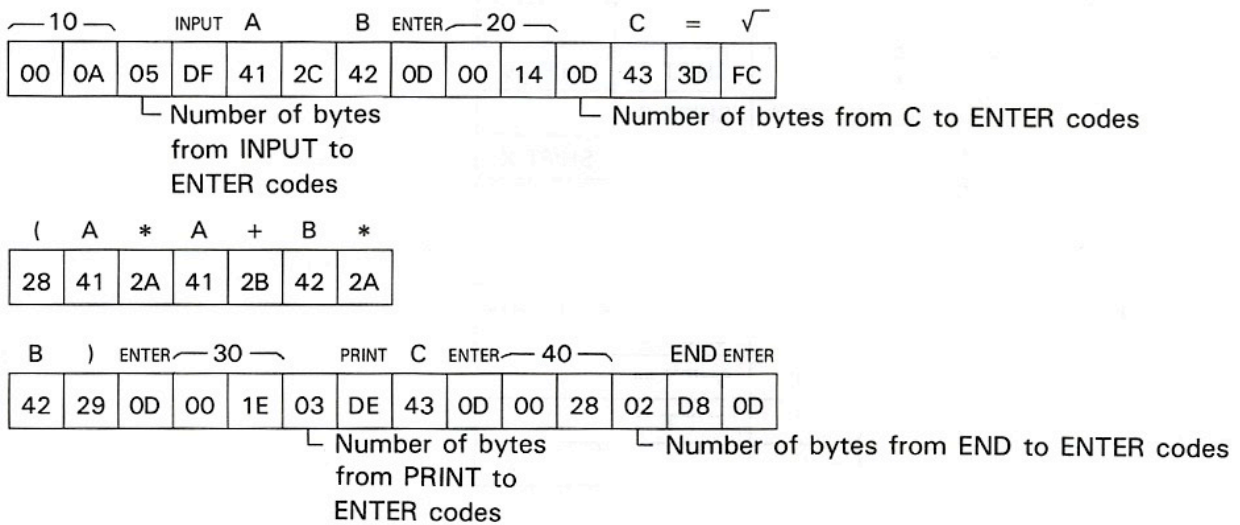 10 INPUT A B ENTER 20 C = √
00 0A 05 DF 41 2C 42 0D 00 14 0D 43 3D FC
Number of bytes from INPUT to ENTER codes
Number of bytes from C to ENTER codes
( A * A + B *
28 41 2A 41 2B 42 2A
B ) ENTER 30 PRINT C ENTER 40 END ENTER
42 29 0D 00 1E 03 DE 43 0D 00 28 02 D8 0D
Number of bytes from PRINT to ENTER codes
Number of bytes from END to ENTER codes